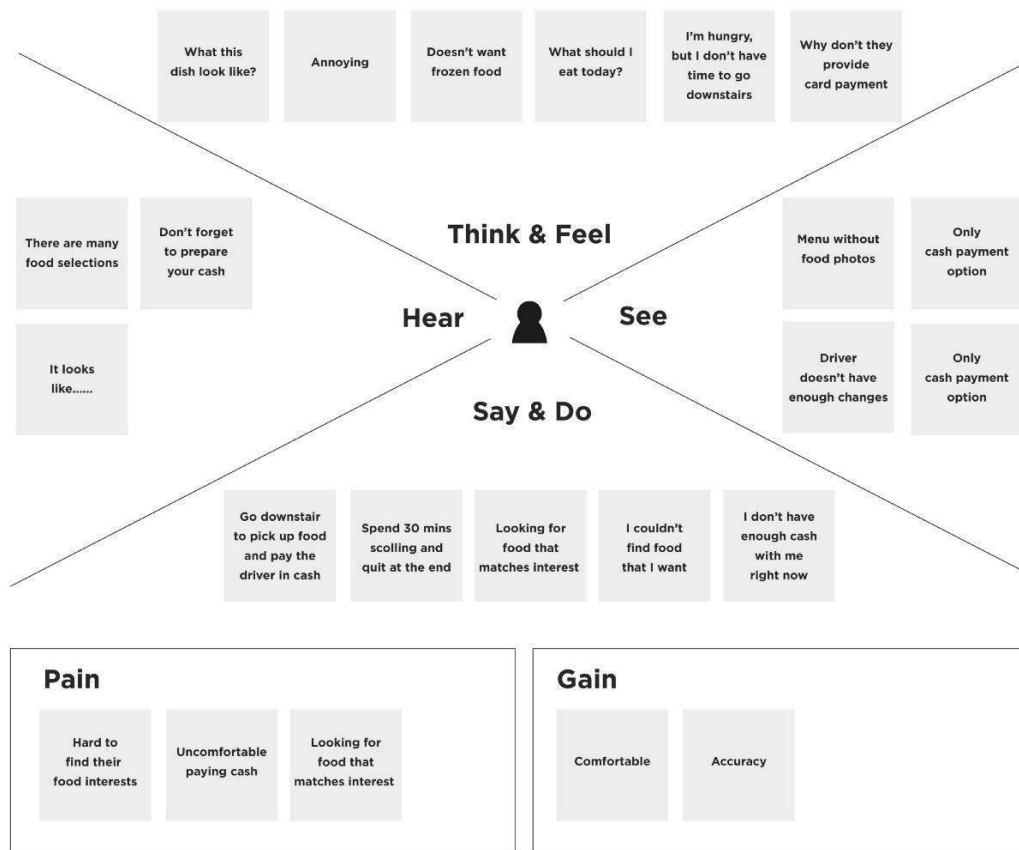 What this
dish look like?
Annoying
Doesn't want
frozen food
What should I
eat today?
I'm hungry,
but I don't have
time to go
downstairs
Why don't they
provide
card payment
Think & Feel
There are many
food selections
Don't forget
to prepare
your cash
It looks
like......
Hear
See
Menu without
food photos
Only
cash payment
option
Driver
doesn't have
enough changes
Only
cash payment
option
Say & Do
Go downstair
to pick up food
and pay the
driver in cash
Spend 30 mins
scolling and
quit at the end
Looking for
food that
matches interest
I couldn't
find food
that I want
I don't have
enough cash
with me
right now
Pain
Hard to
find their
food interests
Uncomfortable
paying cash
Looking for
food that
matches interest
Gain
Comfortable
Accuracy